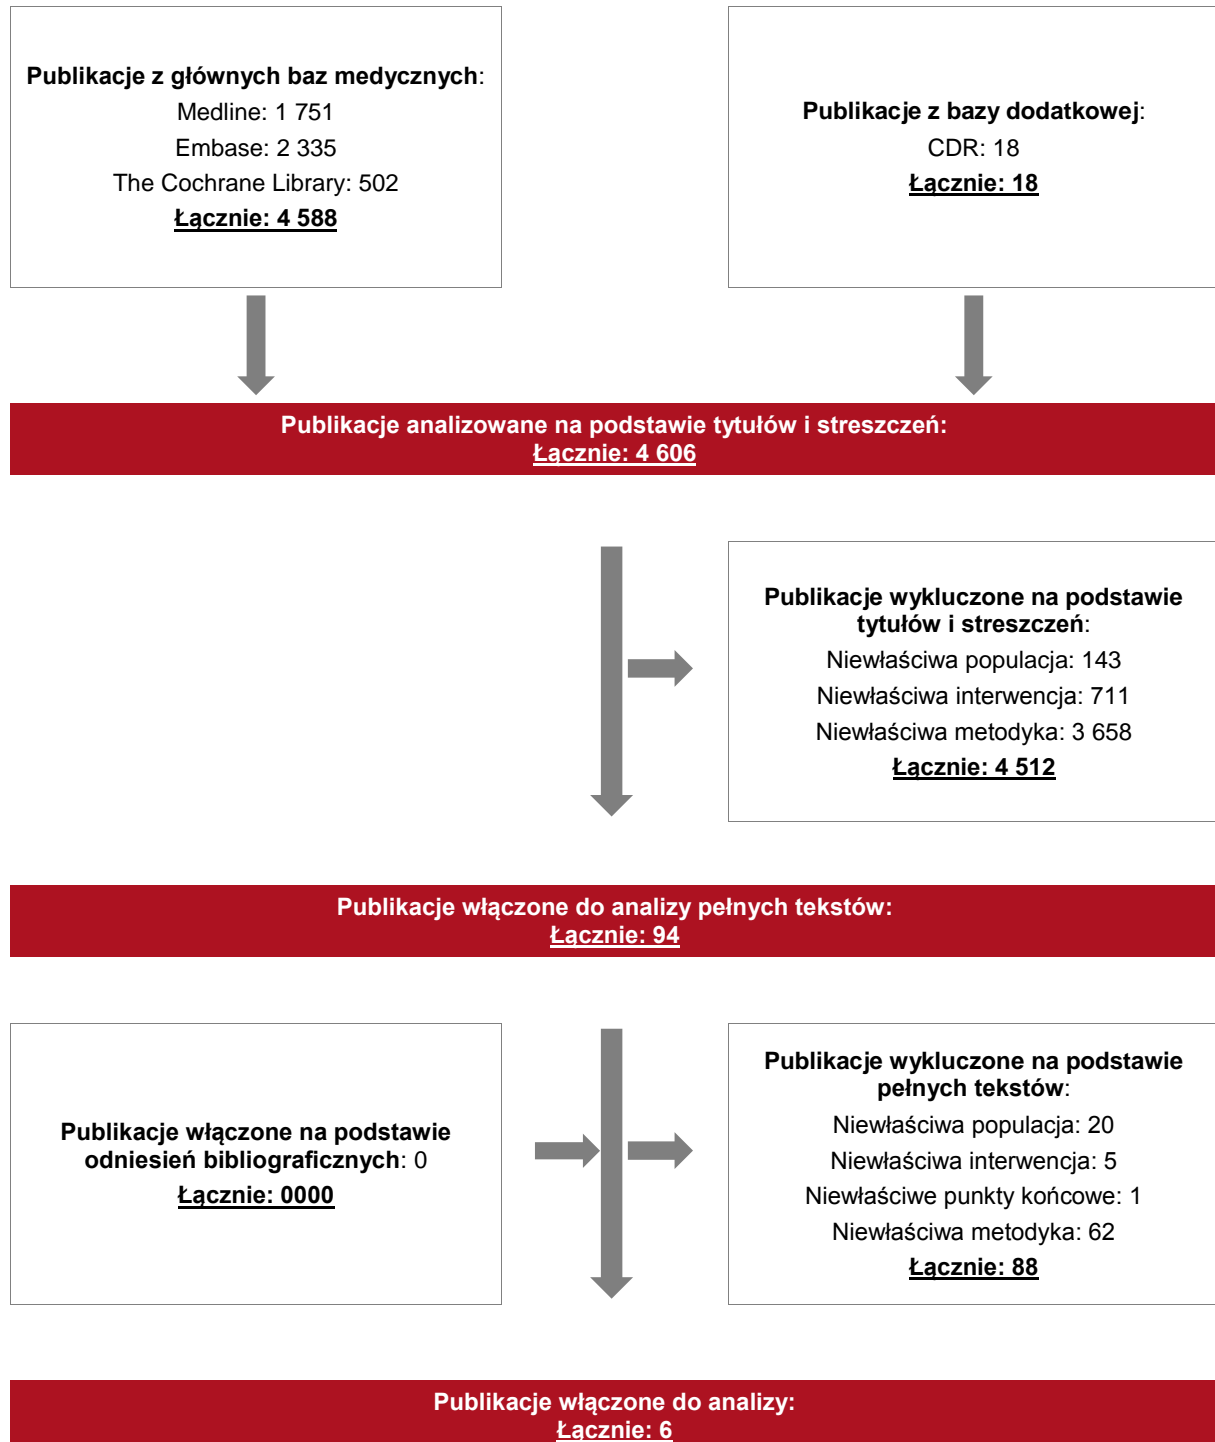 Publikacje z głównych baz medycznych:
Medline: 1 751
Embase: 2 335
The Cochrane Library: 502
Łącznie: 4 588
Publikacje z bazy dodatkowej:
CDR: 18
Łącznie: 18
Publikacje analizowane na podstawie tytułów i streszczeń:
Łącznie: 4 606
Publikacje wykluczone na podstawie
tytułów i streszczeń:
Niewłaściwa populacja: 143
Niewłaściwa interwencja: 711
Niewłaściwa metodyka: 3 658
Łącznie: 4 512
Publikacje włączone do analizy pełnych tekstów:
Łącznie: 94
Publikacje włączone na podstawie
odniesień bibliograficznych: 0
Łącznie: 0000
Publikacje wykluczone na podstawie
pełnych tekstów:
Niewłaściwa populacja: 20
Niewłaściwa interwencja: 5
Niewłaściwe punkty końcowe: 1
Niewłaściwa metodyka: 62
Łącznie: 88
Publikacje włączone do analizy:
Łącznie: 6